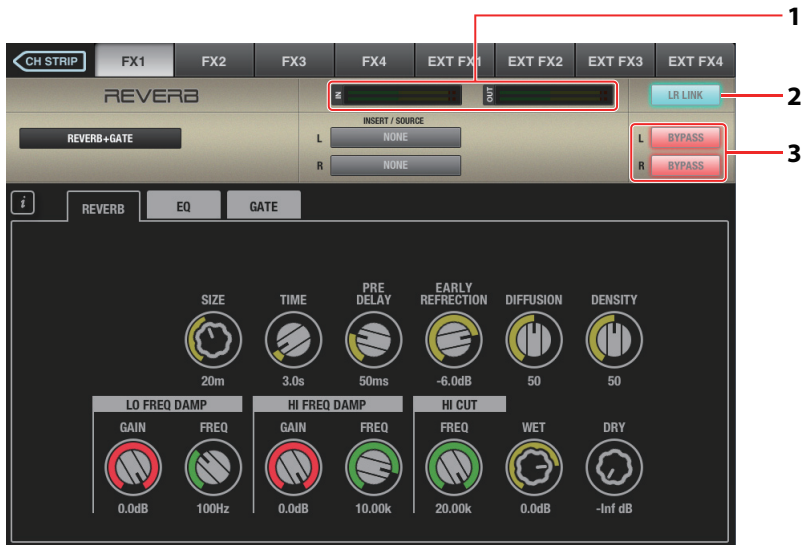 1
CH STRIP FX1 FX2 FX3 FX4 EXT FX1 EXT FX2 EXT FX3 EXT FX4
REVERB IN OUT LR LINK 2
INSERT / SOURCE
REVERB+GATE L NONE L BYPASS
3
R NONE R BYPASS
i REVERB EQ GATE
SIZE TIME PRE DELAY EARLY REFRECTION DIFFUSION DENSITY
20m 3.0s 50ms -6.0dB 50 50
LO FREQ DAMP HI FREQ DAMP HI CUT
GAIN FREQ GAIN FREQ FREQ WET DRY
0.0dB 100Hz 0.0dB 10.00k 20.00k 0.0dB -Inf dB